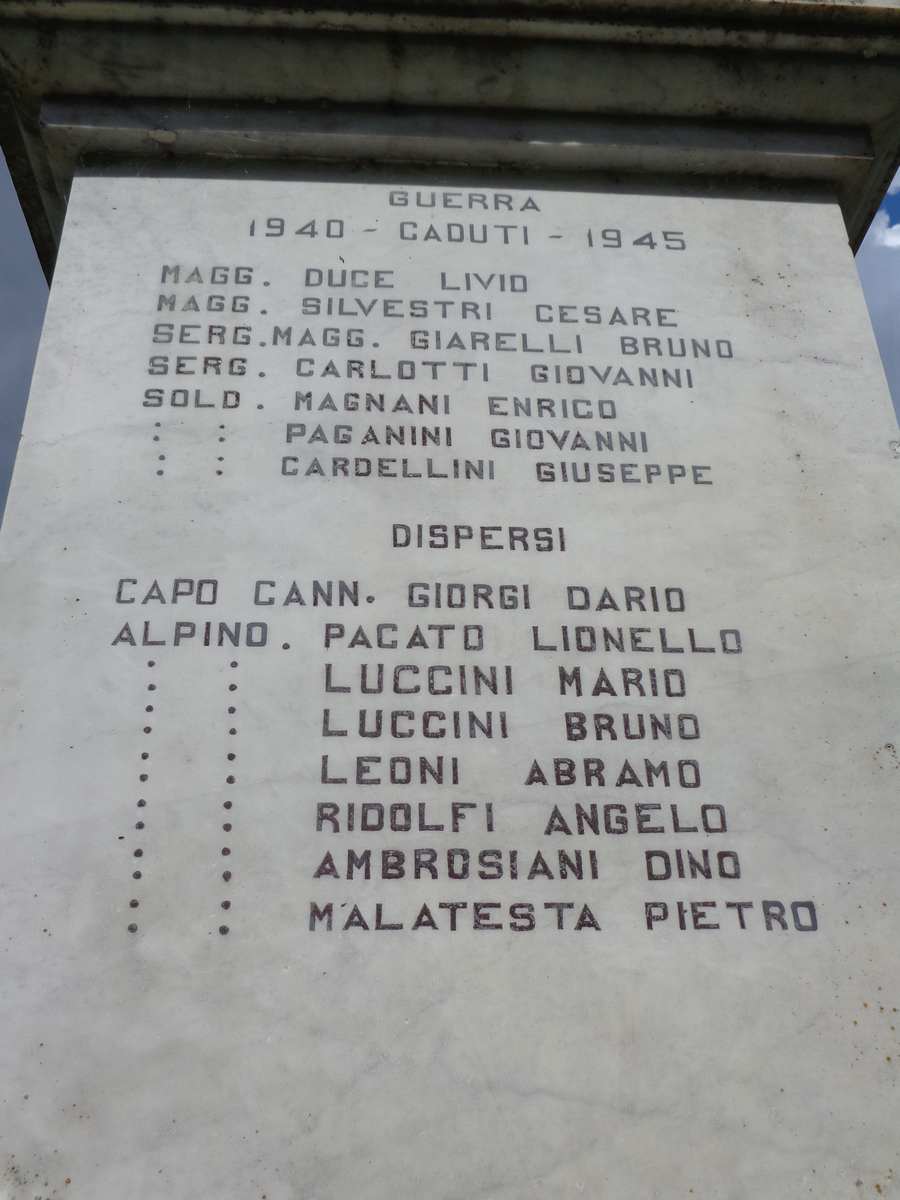 GUERRA
1940 - CADUTI - 1945
MAGG. DUCE LIVIO
MAGG. SILVESTRI CESARE
SERG. MAGG. GIARELLI BRUNO
SERG. CARLOTTI GIOVANNI
SOLD. MAGNANI ENRICO
: : PAGANINI GIOVANNI
: : CARDELLINI GIUSEPPE
DISPERSI
CAPO CANN. GIORGI DARIO
ALPINO. PACATO LIONELLO
: : LUCCINI MARIO
: : LUCCINI BRUNO
: : LEONI ABRAMO
: : RIDOLFI ANGELO
: : AMBROSIANI DINO
: : MALATESTA PIETRO